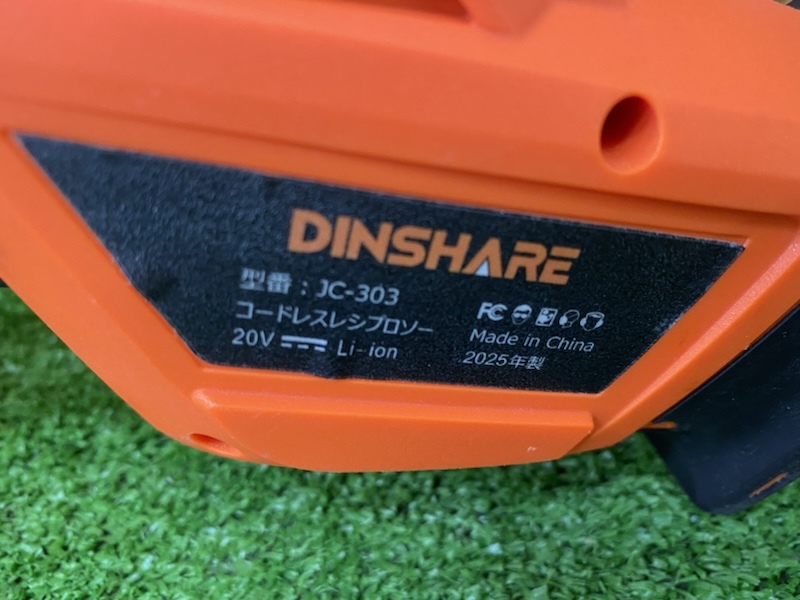 DINSHARE
型番：JC-303
コードレスレシプロソー
20V Li-ion
FC
Made in China
2025年製